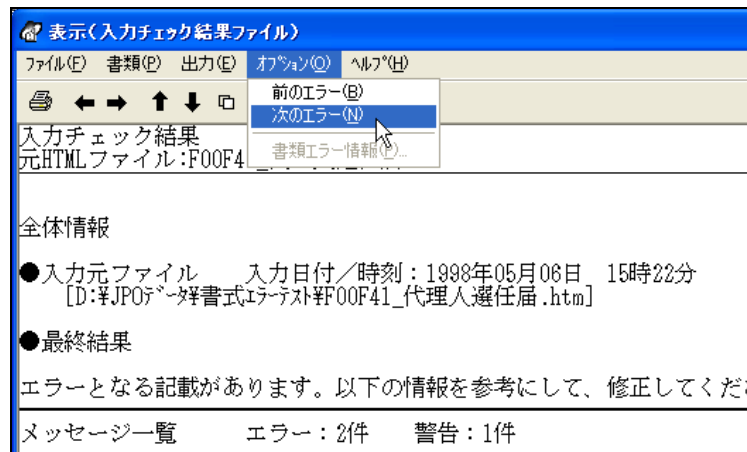 表示(入力チェック結果ファイル)
ファイル(F) 書類(P) 出力(E) オプション(O) ヘルプ(H)
前のエラー(B)
次のエラー(N)
書類エラー情報(P)...
入力チェック結果
元HTMLファイル:F00F4
全体情報
●入力元ファイル 入力日付/時刻:1998年05月06日 15時22分
[D:¥JPOデータ¥書式エラーテスト¥F00F41_代理人選任届.htm]
●最終結果
エラーとなる記載があります。以下の情報を参考にして、修正してくだ
メッセージ一覧 エラー:2件 警告:1件